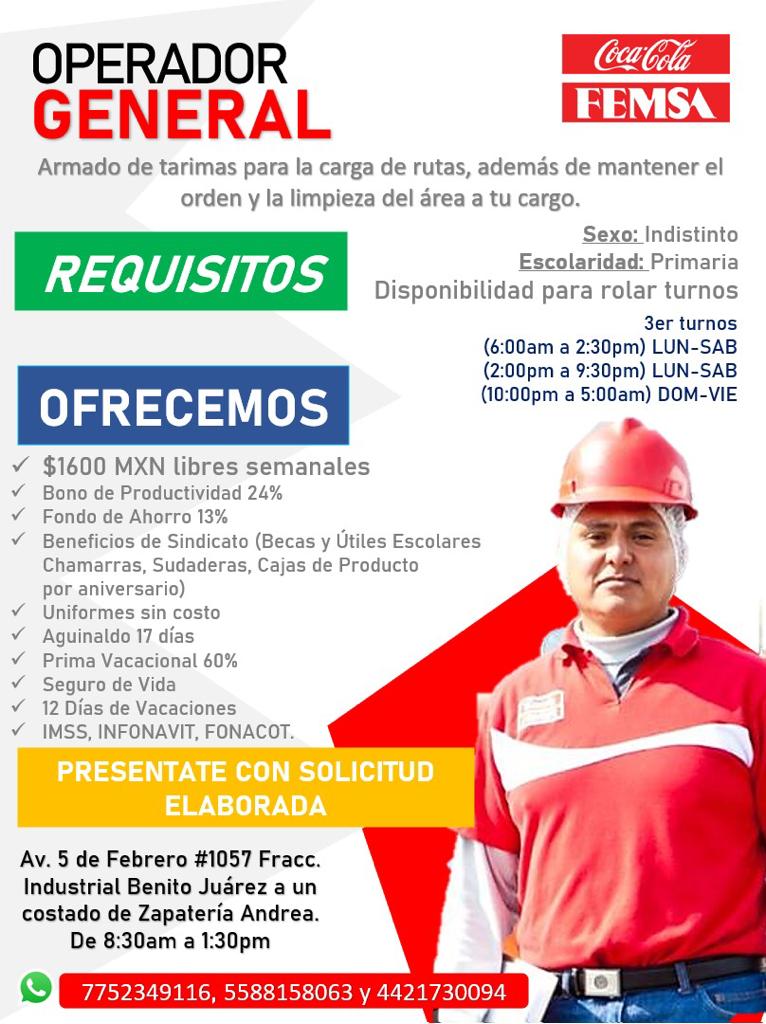 OPERADOR
GENERAL
Coca-Cola
FEMSA
Armado de tarimas para la carga de rutas, además de mantener el
orden y la limpieza del área a tu cargo.
REQUISITOS
Sexo: Indistinto
Escolaridad: Primaria
Disponibilidad para rolar turnos
3er turnos
(6:00am a 2:30pm) LUN-SAB
(2:00pm a 9:30pm) LUN-SAB
(10:00pm a 5:00am) DOM-VIE
OFRECEMOS
✓ $1600 MXN libres semanales
✓ Bono de Productividad 24%
✓ Fondo de Ahorro 13%
✓ Beneficios de Sindicato (Becas y Útiles Escolares
Chamarras, Sudaderas, Cajas de Producto
por aniversario)
✓ Uniformes sin costo
✓ Aguinaldo 17 días
✓ Prima Vacacional 60%
✓ Seguro de Vida
✓ 12 Días de Vacaciones
✓ IMSS, INFONAVIT, FONACOT.
PRESENTATE CON SOLICITUD
ELABORADA
Av. 5 de Febrero #1057 Fracc.
Industrial Benito Juárez a un
costado de Zapatería Andrea.
De 8:30am a 1:30pm
7752349116, 5588158063 y 4421730094